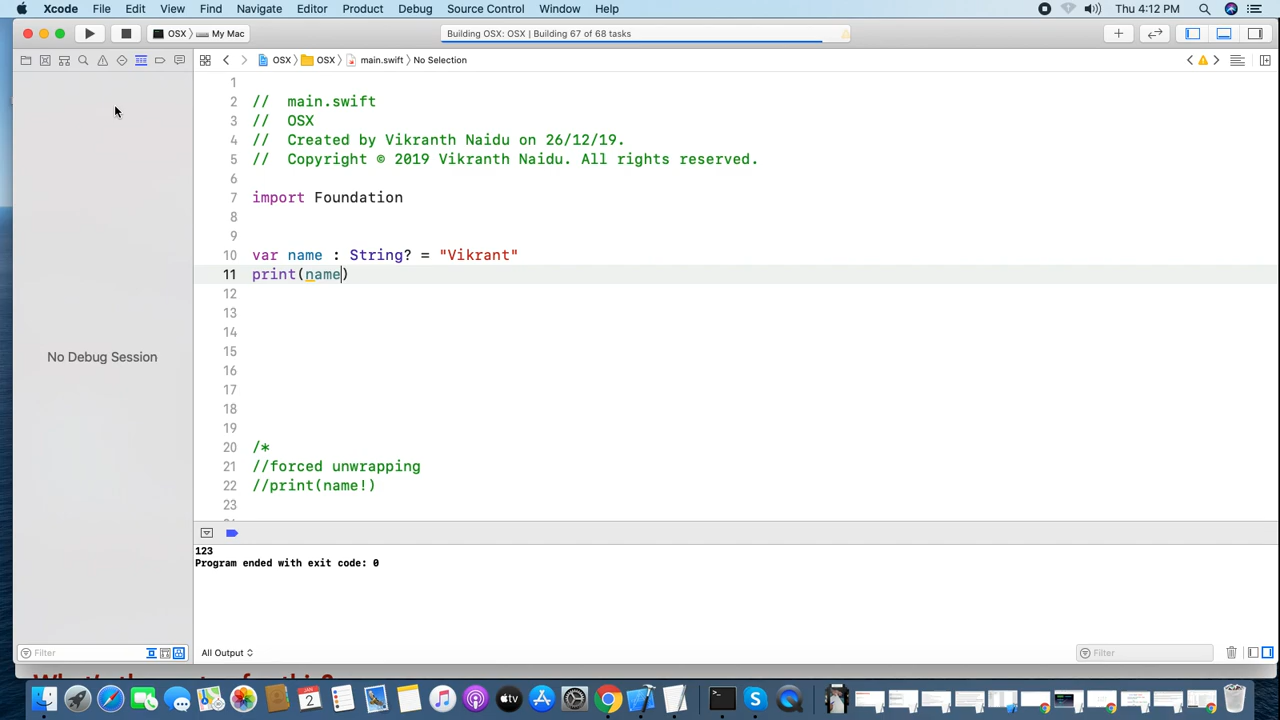 Xcode File Edit View Find Navigate Editor Product Debug Source Control Window Help Thu 4:12 PM
OSX My Mac Building OSX: OSX | Building 67 of 68 tasks
OSX OSX main.swift No Selection
1
2 // main.swift
3 // OSX
4 // Created by Vikranth Naidu on 26/12/19.
5 // Copyright © 2019 Vikranth Naidu. All rights reserved.
6
7 import Foundation
8
9
10 var name : String? = "Vikrant"
11 print(name)
12
13
14
15
16
17
18
19
20 /*
21 //forced unwrapping
22 //print(name!)
23
No Debug Session
123
Program ended with exit code: 0
Filter All Output Filter